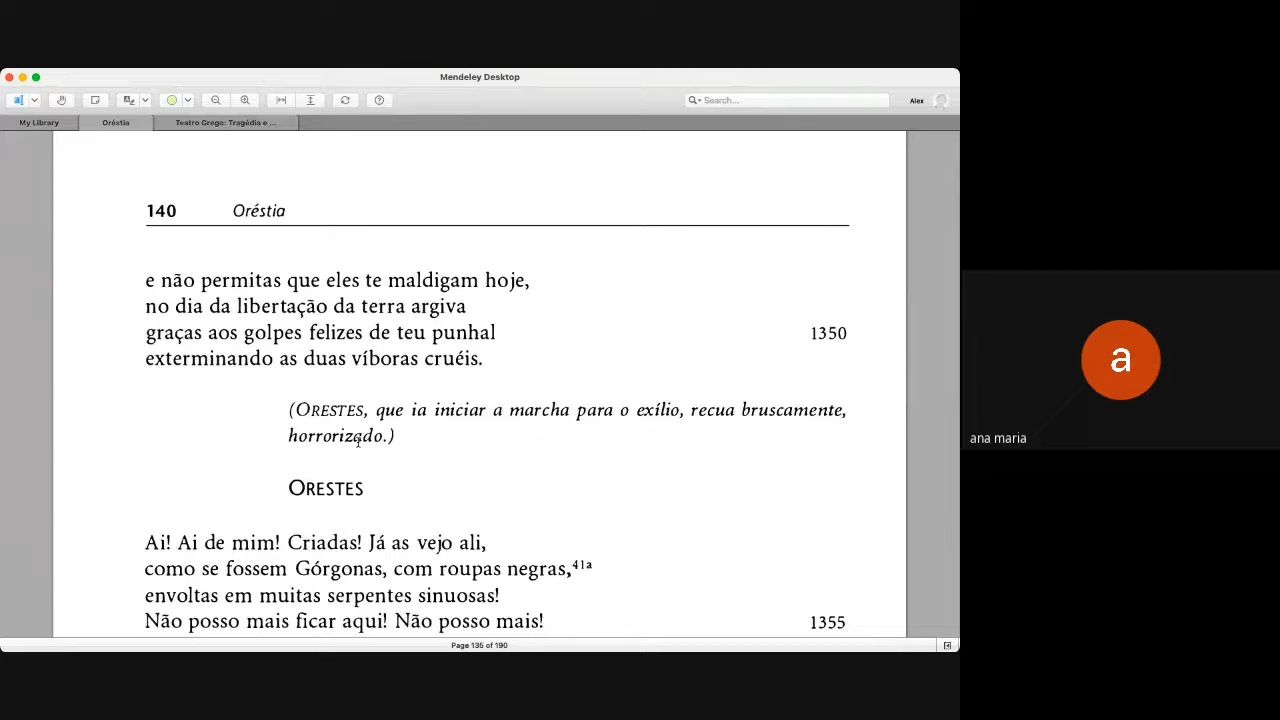 Mendeley Desktop
Search...
Alex
My Library
Oréstia
Teatro Grego: Tragédia e ...
140 Oréstia
e não permitas que eles te maldigam hoje,
no dia da libertação da terra argiva
graças aos golpes felizes de teu punhal 1350
exterminando as duas víboras cruéis.
(ORESTES, que ia iniciar a marcha para o exílio, recua bruscamente,
horrorizado.)
ORESTES
Ai! Ai de mim! Criadas! Já as vejo ali,
como se fossem Górgonas, com roupas negras,41a
envoltas em muitas serpentes sinuosas!
Não posso mais ficar aqui! Não posso mais! 1355
Page 135 of 190
a
ana maria